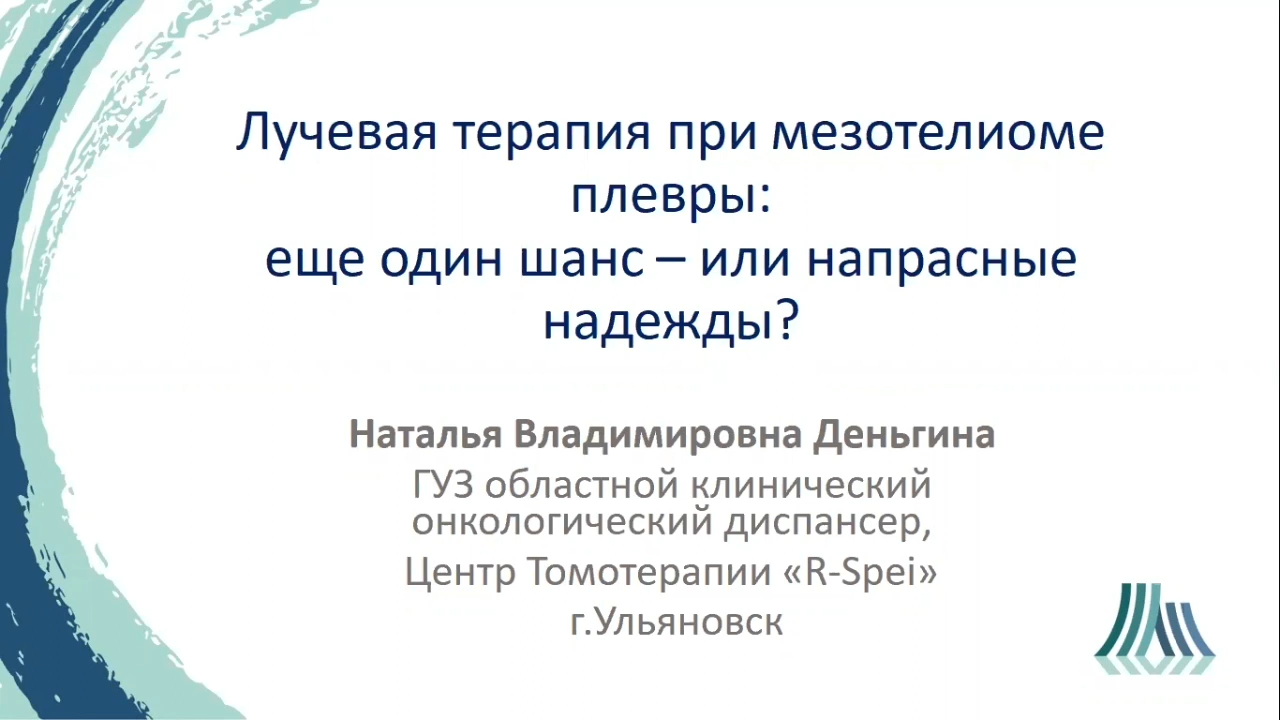 Лучевая терапия при мезотелиоме
плевры:
еще один шанс – или напрасные
надежды?
Наталья Владимировна Деньгина
ГУЗ областной клинический
онкологический диспансер,
Центр Томотерапии «R-Spei»
г.Ульяновск